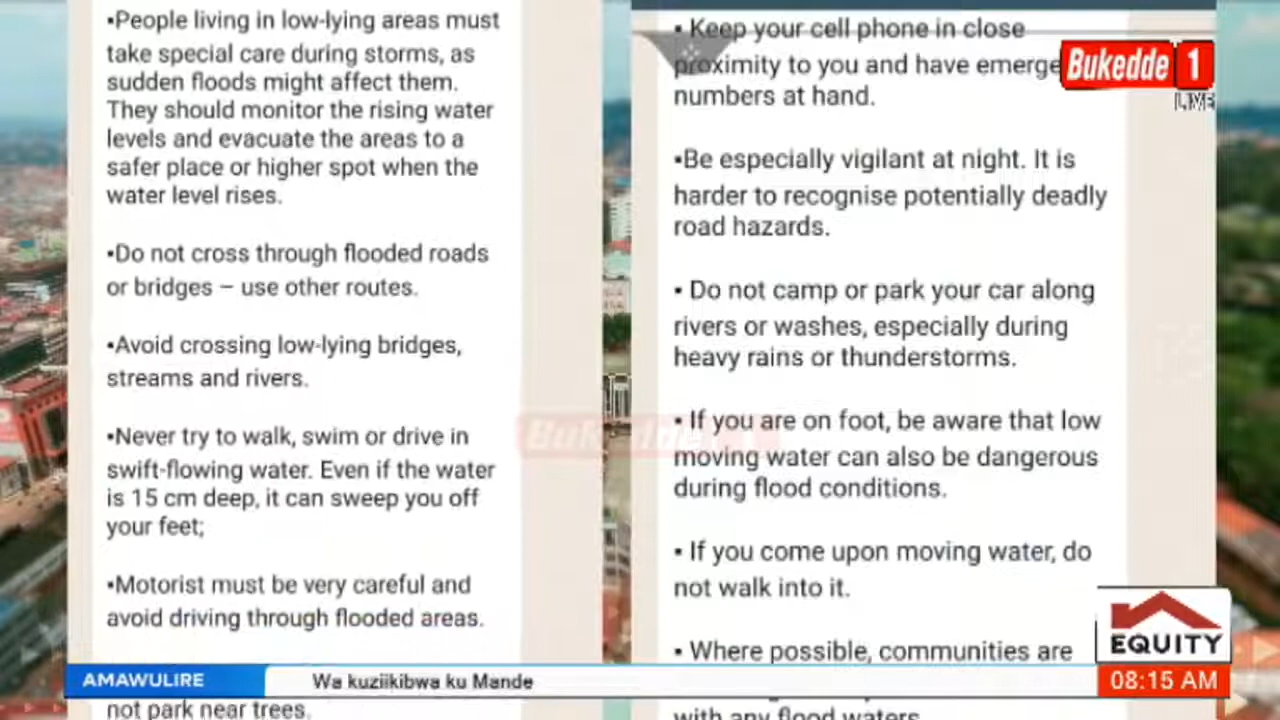 •People living in low-lying areas must
take special care during storms, as
sudden floods might affect them.
They should monitor the rising water
levels and evacuate the areas to a
safer place or higher spot when the
water level rises.
•Do not cross through flooded roads
or bridges – use other routes.
•Avoid crossing low-lying bridges,
streams and rivers.
•Never try to walk, swim or drive in
swift-flowing water. Even if the water
is 15 cm deep, it can sweep you off
your feet;
•Motorist must be very careful and
avoid driving through flooded areas.
not park near trees.
• Keep your cell phone in close
proximity to you and have emerge
numbers at hand.
•Be especially vigilant at night. It is
harder to recognise potentially deadly
road hazards.
• Do not camp or park your car along
rivers or washes, especially during
heavy rains or thunderstorms.
• If you are on foot, be aware that low
moving water can also be dangerous
during flood conditions.
• If you come upon moving water, do
not walk into it.
• Where possible, communities are
with any flood waters
Bukedde 1
LIVE
Bukedde 1
EQUITY
08:15 AM
AMAWULIRE
Wa kuziikibwa ku Mande